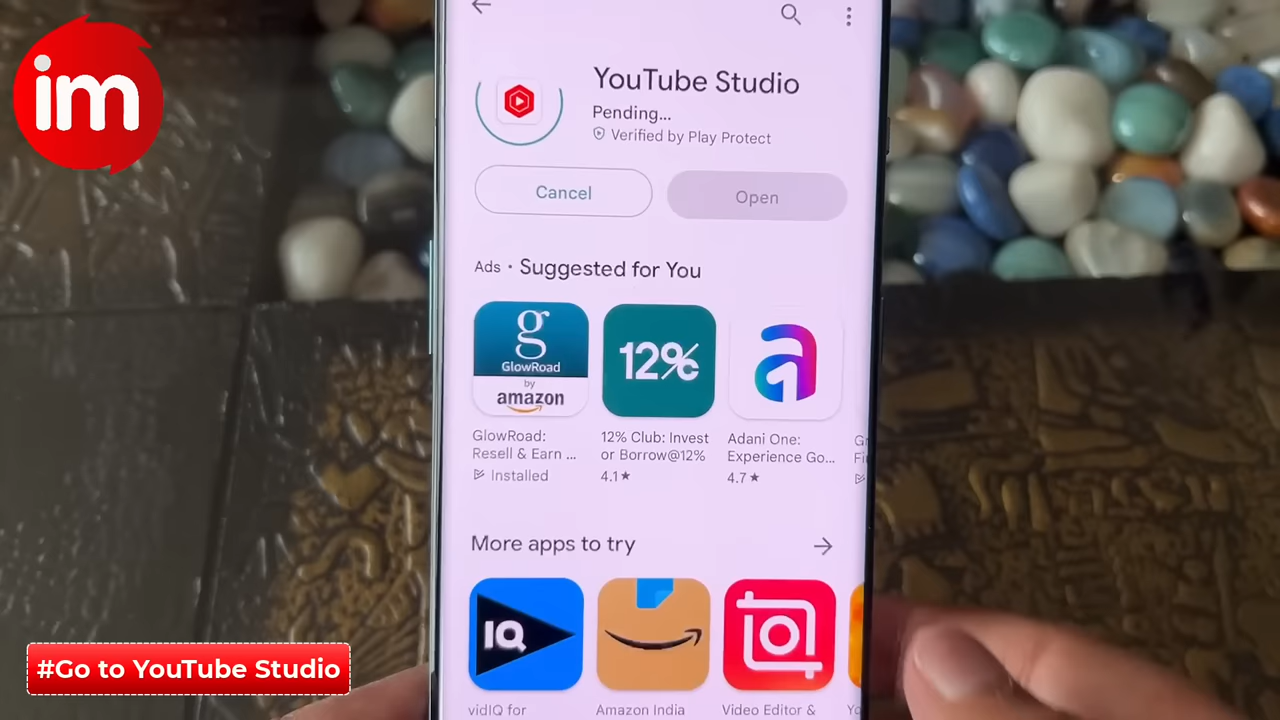 im
YouTube Studio
Pending...
Verified by Play Protect
Cancel
Open
Ads • Suggested for You
g
GlowRoad
by
amazon
12%
a
GlowRoad:
Resell & Earn ...
Installed
12% Club: Invest
or Borrow@12%
4.1★
Adani One:
Experience Go...
4.7★
More apps to try
IQ
vidIQ for
Amazon India
Video Editor &
#Go to YouTube Studio